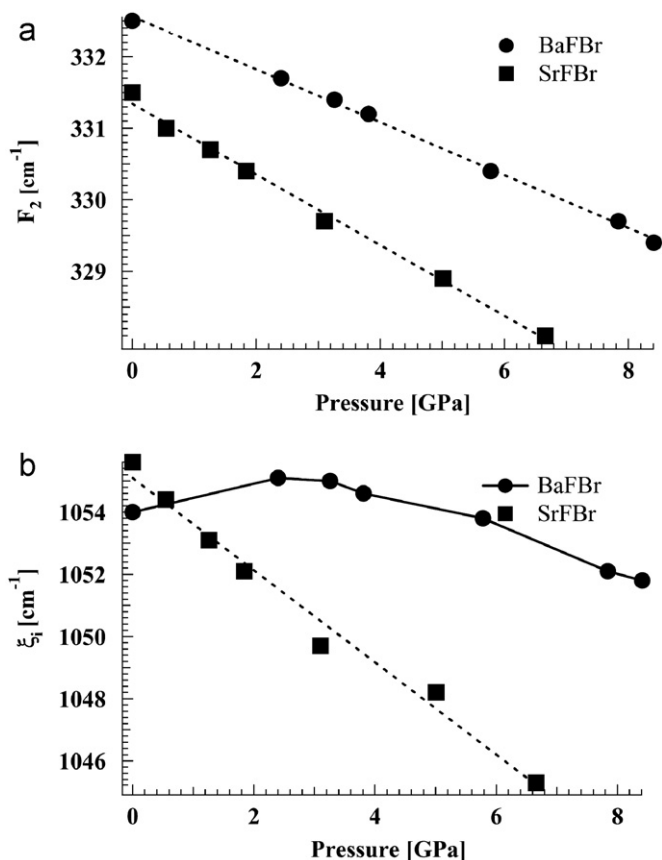 a
332
331
330
329
F₂ [cm⁻¹]
BaFBr
SrFBr
0 2 4 6 8
Pressure [GPa]
b
1054
1052
1050
1048
1046
ξᵢ [cm⁻¹]
BaFBr
SrFBr
0 2 4 6 8
Pressure [GPa]